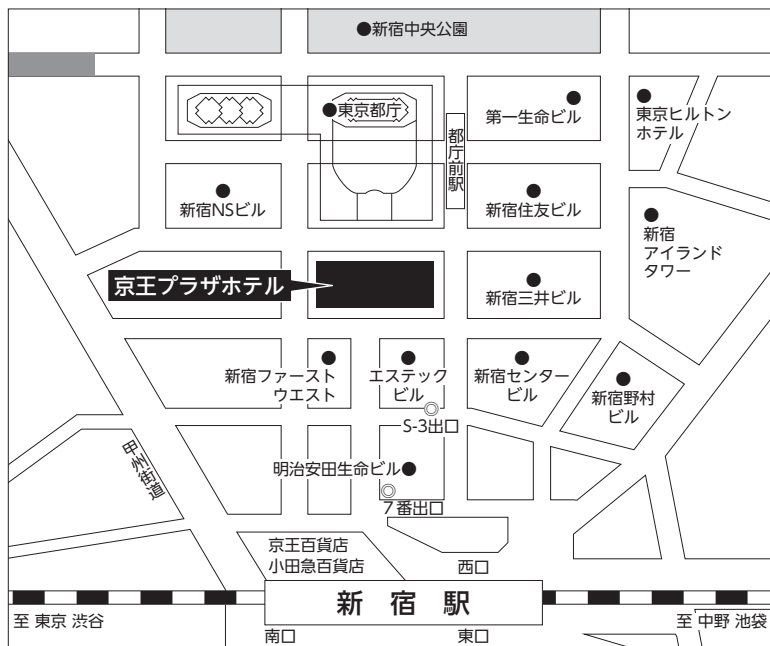 ●新宿中央公園
●東京都庁
第一生命ビル
東京ヒルトン
ホテル
都庁前駅
新宿NSビル
新宿住友ビル
新宿
アイランド
タワー
京王プラザホテル
新宿三井ビル
新宿ファースト
ウエスト
エステック
ビル
新宿センター
ビル
新宿野村
ビル
S-3出口
甲州街道
明治安田生命ビル●
7番出口
京王百貨店
小田急百貨店
西口
新宿駅
至 東京 渋谷
至 中野 池袋
南口
東口